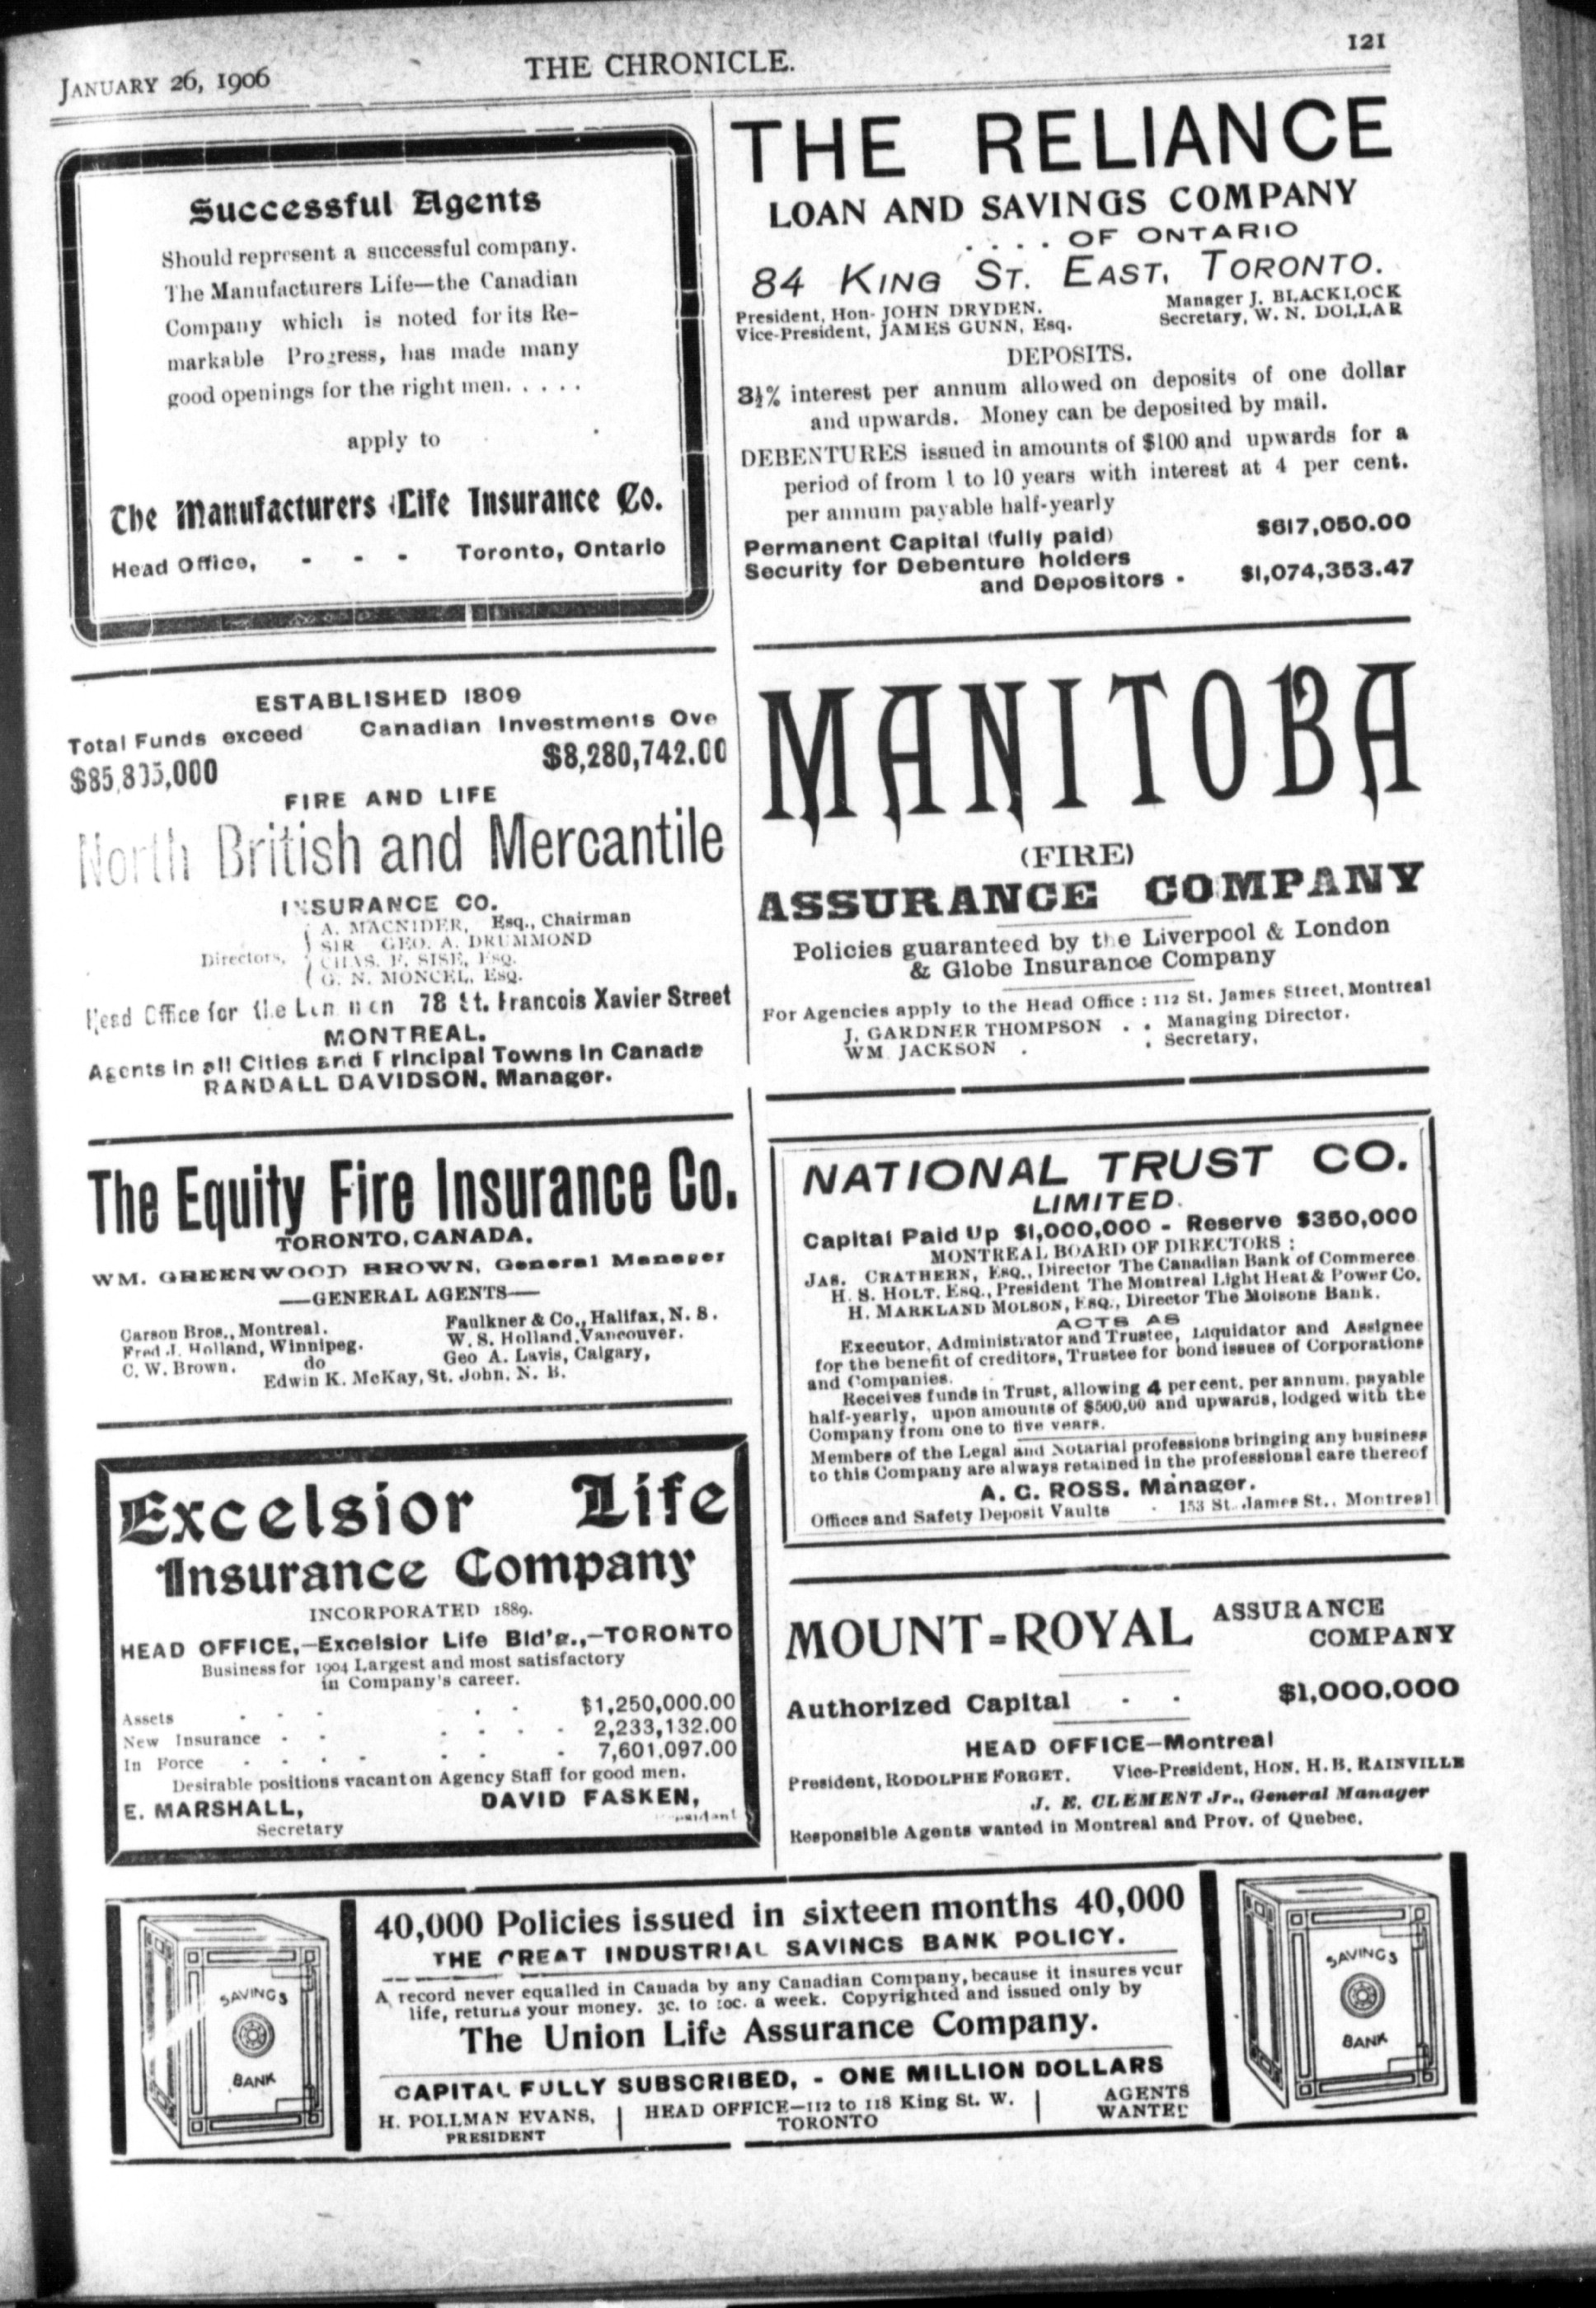 JANUARY 26, 1906
THE CHRONICLE.
121
Successful Agents
Should represent a successful company.
The Manufacturers Life—the Canadian
Company which is noted for its Re-
markable Progress, has made many
good openings for the right men. . . . .
apply to
The Manufacturers Life Insurance Co.
Head Office, - - - Toronto, Ontario
ESTABLISHED 1809
Total Funds exceed Canadian Investments Ove
$8,280,742.00
FIRE AND LIFE
North British and Mercantile
INSURANCE CO.
Directors,
A. MACNIDER, Esq., Chairman
SIR GEO. A. DRUMMOND
CHAS. F. SISE, ESQ.
G. N. MONCEL, ESQ.
Head Office for the 78 St. Francois Xavier Street
MONTREAL.
Agents in all Cities and Principal Towns in Canada
RANDALL DAVIDSON, Manager.
The Equity Fire Insurance Co.
TORONTO, CANADA.
WM. GREENWOOD BROWN, General Manager
—GENERAL AGENTS—
Carson Bros., Montreal. Faulkner & Co., Halifax, N. S.
Fred J. Holland, Winnipeg. W. S. Holland, Vancouver.
C. W. Brown, do Geo A. Lavis, Calgary,
Edwin K. McKay, St. John, N. B.
Excelsior Life
Insurance Company
INCORPORATED 1889.
HEAD OFFICE,—Excelsior Life Bld'g.,—TORONTO
Business for 1904 Largest and most satisfactory
in Company's career.
Assets . . . . . $1,250,000.00
New Insurance - - . . . - 2,233,132.00
In Force - . . - . . - 7,601,097.00
Desirable positions vacant on Agency Staff for good men.
E. MARSHALL, DAVID FASKEN,
Secretary
THE RELIANCE
LOAN AND SAVINGS COMPANY
. . . . OF ONTARIO
84 KING ST. EAST, TORONTO.
President, Hon- JOHN DRYDEN. Manager J. BLACKLOCK
Vice-President, JAMES GUNN, Esq. Secretary, W. N. DOLLAR
DEPOSITS.
3½% interest per annum allowed on deposits of one dollar
and upwards. Money can be deposited by mail.
DEBENTURES issued in amounts of $100 and upwards for a
period of from 1 to 10 years with interest at 4 per cent.
per annum payable half-yearly
Permanent Capital (fully paid) $617,050.00
Security for Debenture holders
and Depositors - $1,074,353.47
MANITOBA
(FIRE)
ASSURANCE COMPANY
Policies guaranteed by the Liverpool & London
& Globe Insurance Company
For Agencies apply to the Head Office : 112 St. James Street, Montreal
J. GARDNER THOMPSON . . Managing Director.
WM. JACKSON . . Secretary,
NATIONAL TRUST CO.
LIMITED.
Capital Paid Up $1,000,000 - Reserve $350,000
MONTREAL BOARD OF DIRECTORS :
JAS. CRATHERN, ESQ., Director The Canadian Bank of Commerce
H. S. HOLT. ESQ., President The Montreal Light Heat & Power Co.
H. MARKLAND MOLSON, ESQ., Director The Molsons Bank.
ACTS AS
Executor, Administrator and Trustee, Liquidator and Assignee
for the benefit of creditors, Trustee for bond issues of Corporations
and Companies.
Receives funds in Trust, allowing 4 per cent. per annum, payable
half-yearly, upon amounts of $500,00 and upwards, lodged with the
Company from one to five years.
Members of the Legal and Notarial professions bringing any business
to this Company are always retained in the professional care thereof
A. G. ROSS. Manager.
Offices and Safety Deposit Vaults - 153 St. James St., Montreal
MOUNT-ROYAL ASSURANCE
COMPANY
Authorized Capital - - $1,000,000
HEAD OFFICE—Montreal
President, RODOLPHE FORGET. Vice-President, HON. H. B. RAINVILLE
J. E. CLEMENT Jr., General Manager
Responsible Agents wanted in Montreal and Prov. of Quebec.
SAVINGS
BANK
40,000 Policies issued in sixteen months 40,000
THE GREAT INDUSTRIAL SAVINGS BANK POLICY.
A record never equalled in Canada by any Canadian Company, because it insures your
life, returns your money. 3c. to 10c. a week. Copyrighted and issued only by
The Union Life Assurance Company.
CAPITAL FULLY SUBSCRIBED, - ONE MILLION DOLLARS
H. POLLMAN EVANS,
PRESIDENT
HEAD OFFICE—112 to 118 King St. W.
TORONTO
AGENTS
WANTED
SAVINGS
BANK